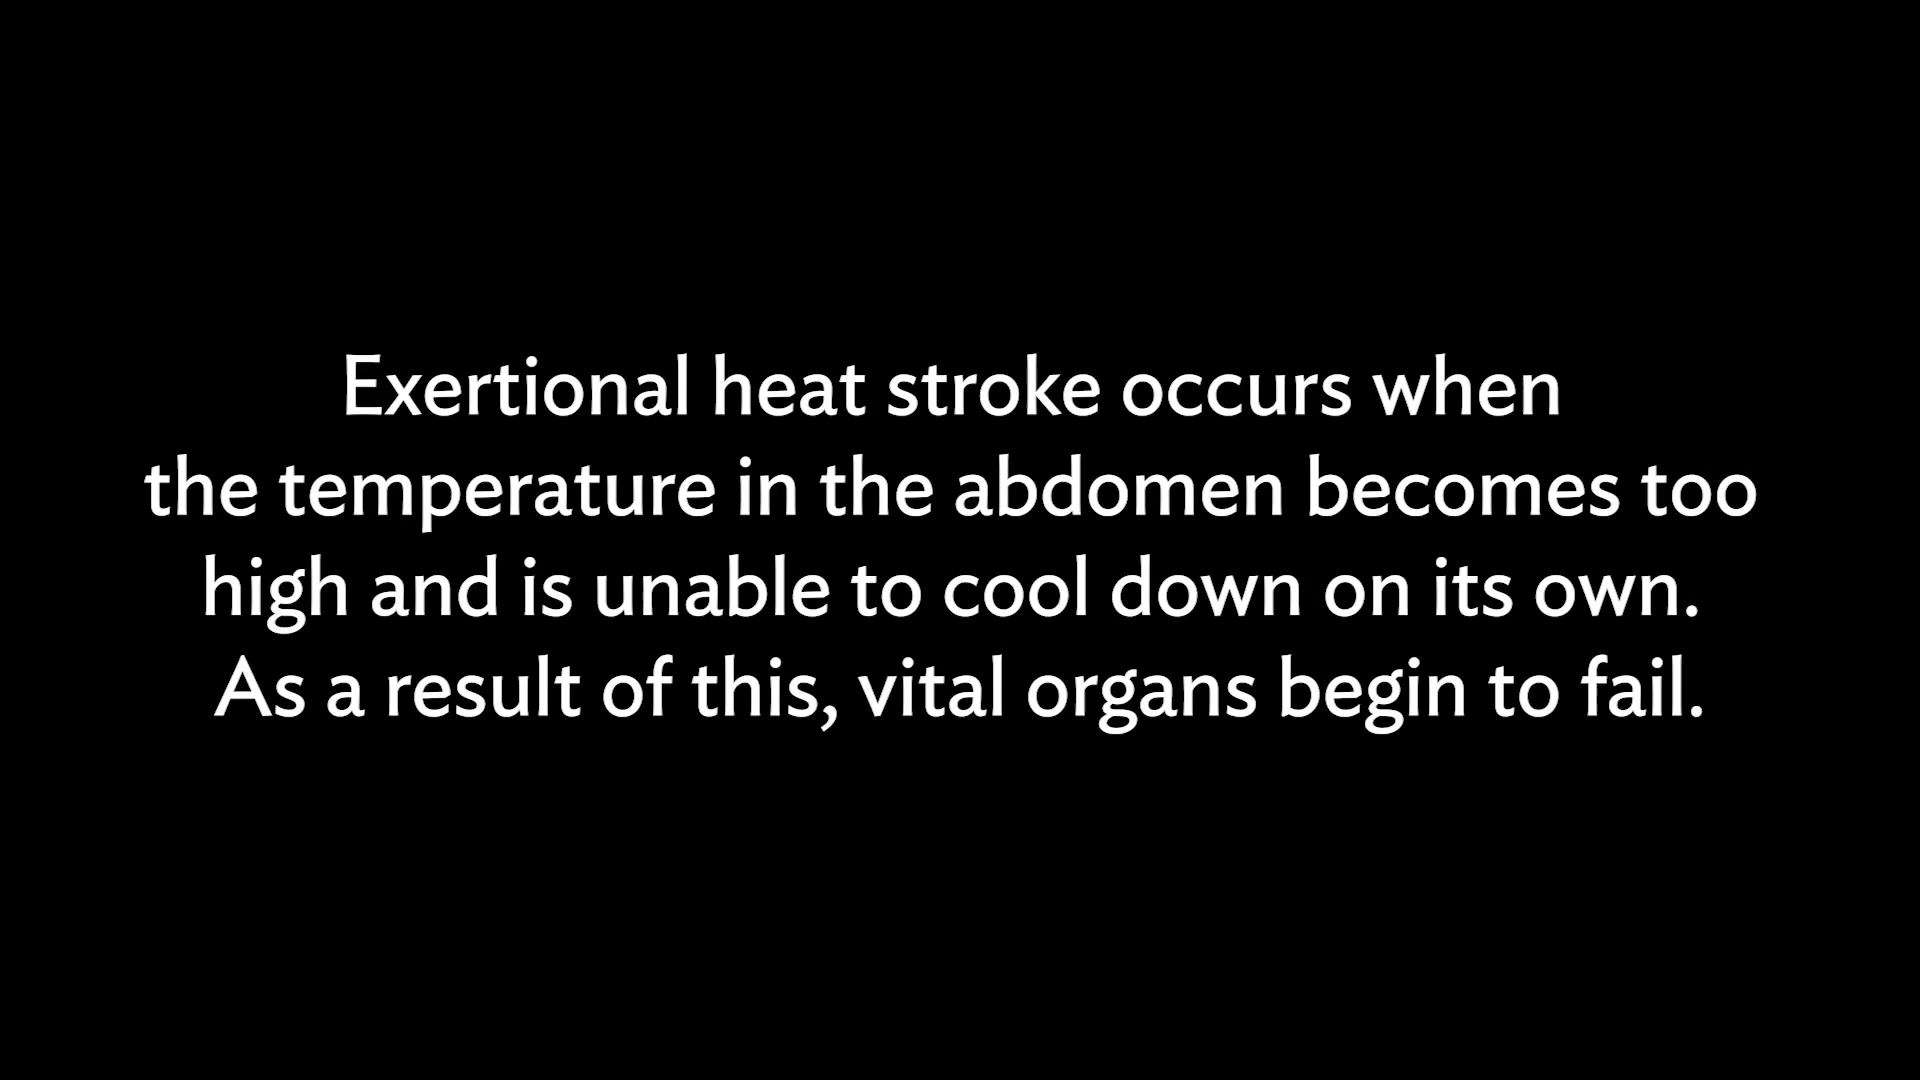 Exertional heat stroke occurs when
the temperature in the abdomen becomes too
high and is unable to cool down on its own.
As a result of this, vital organs begin to fail.